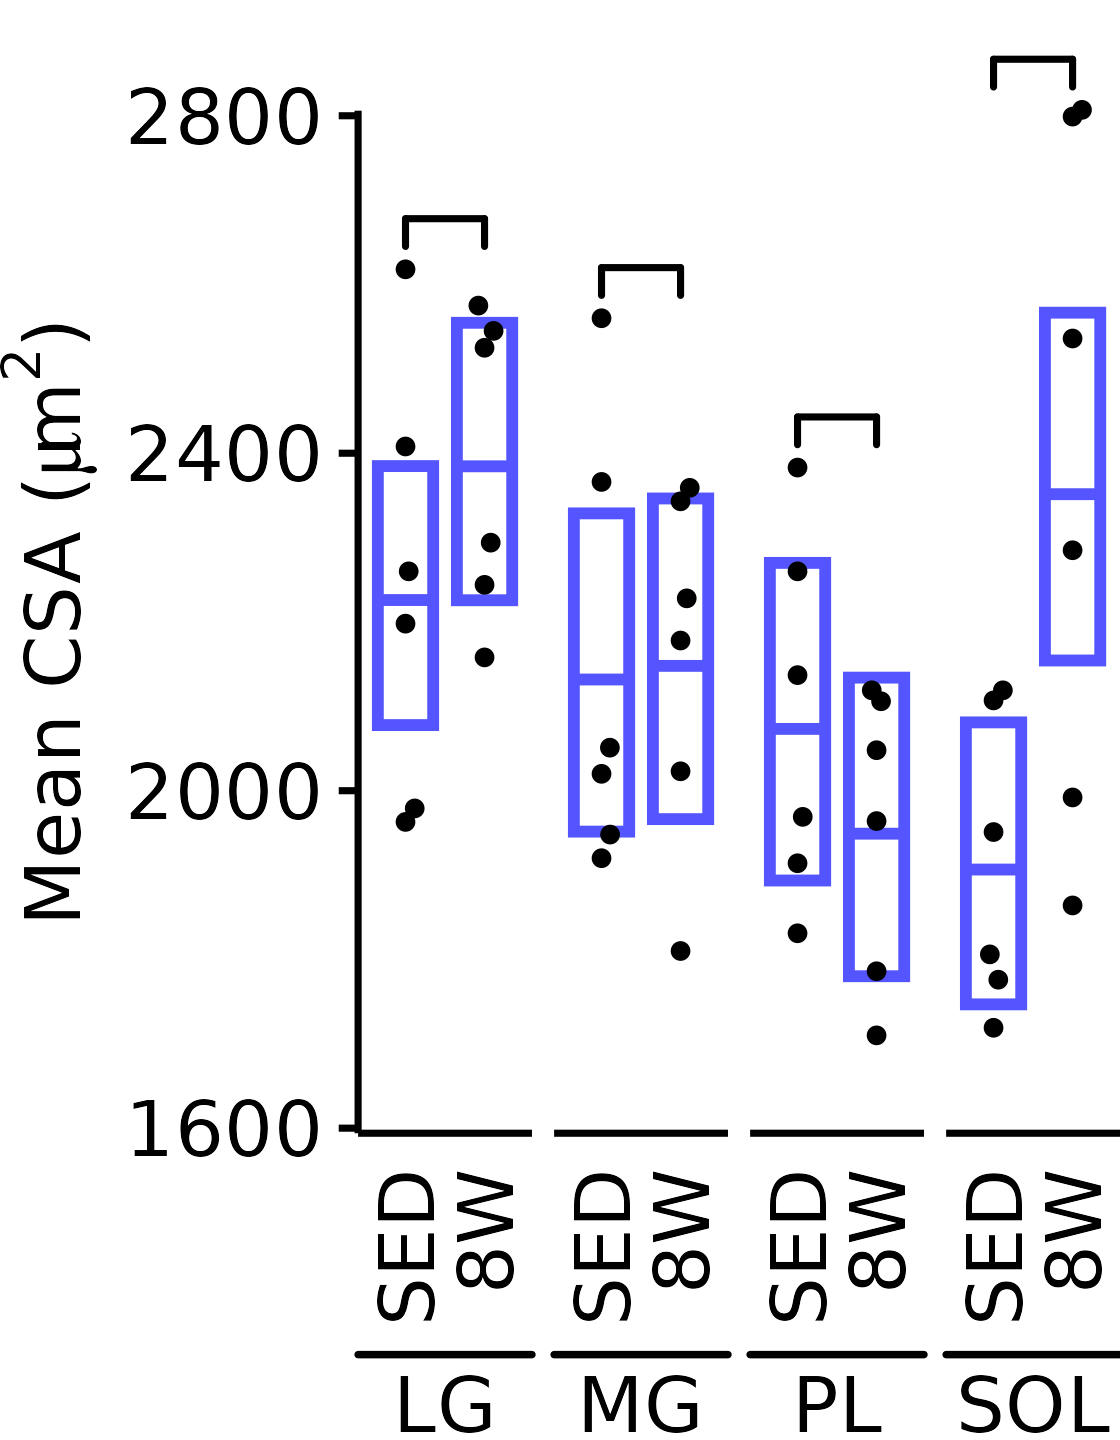 2800
2400
2000
1600
Mean CSA (μm²)
SED 8W SED 8W SED 8W SED 8W
LG MG PL SOL